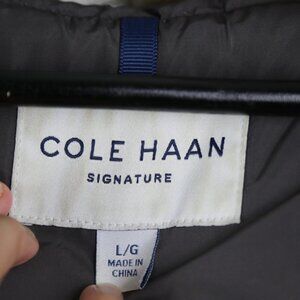 COLE HAAN
SIGNATURE
L/G
MADE IN
CHINA